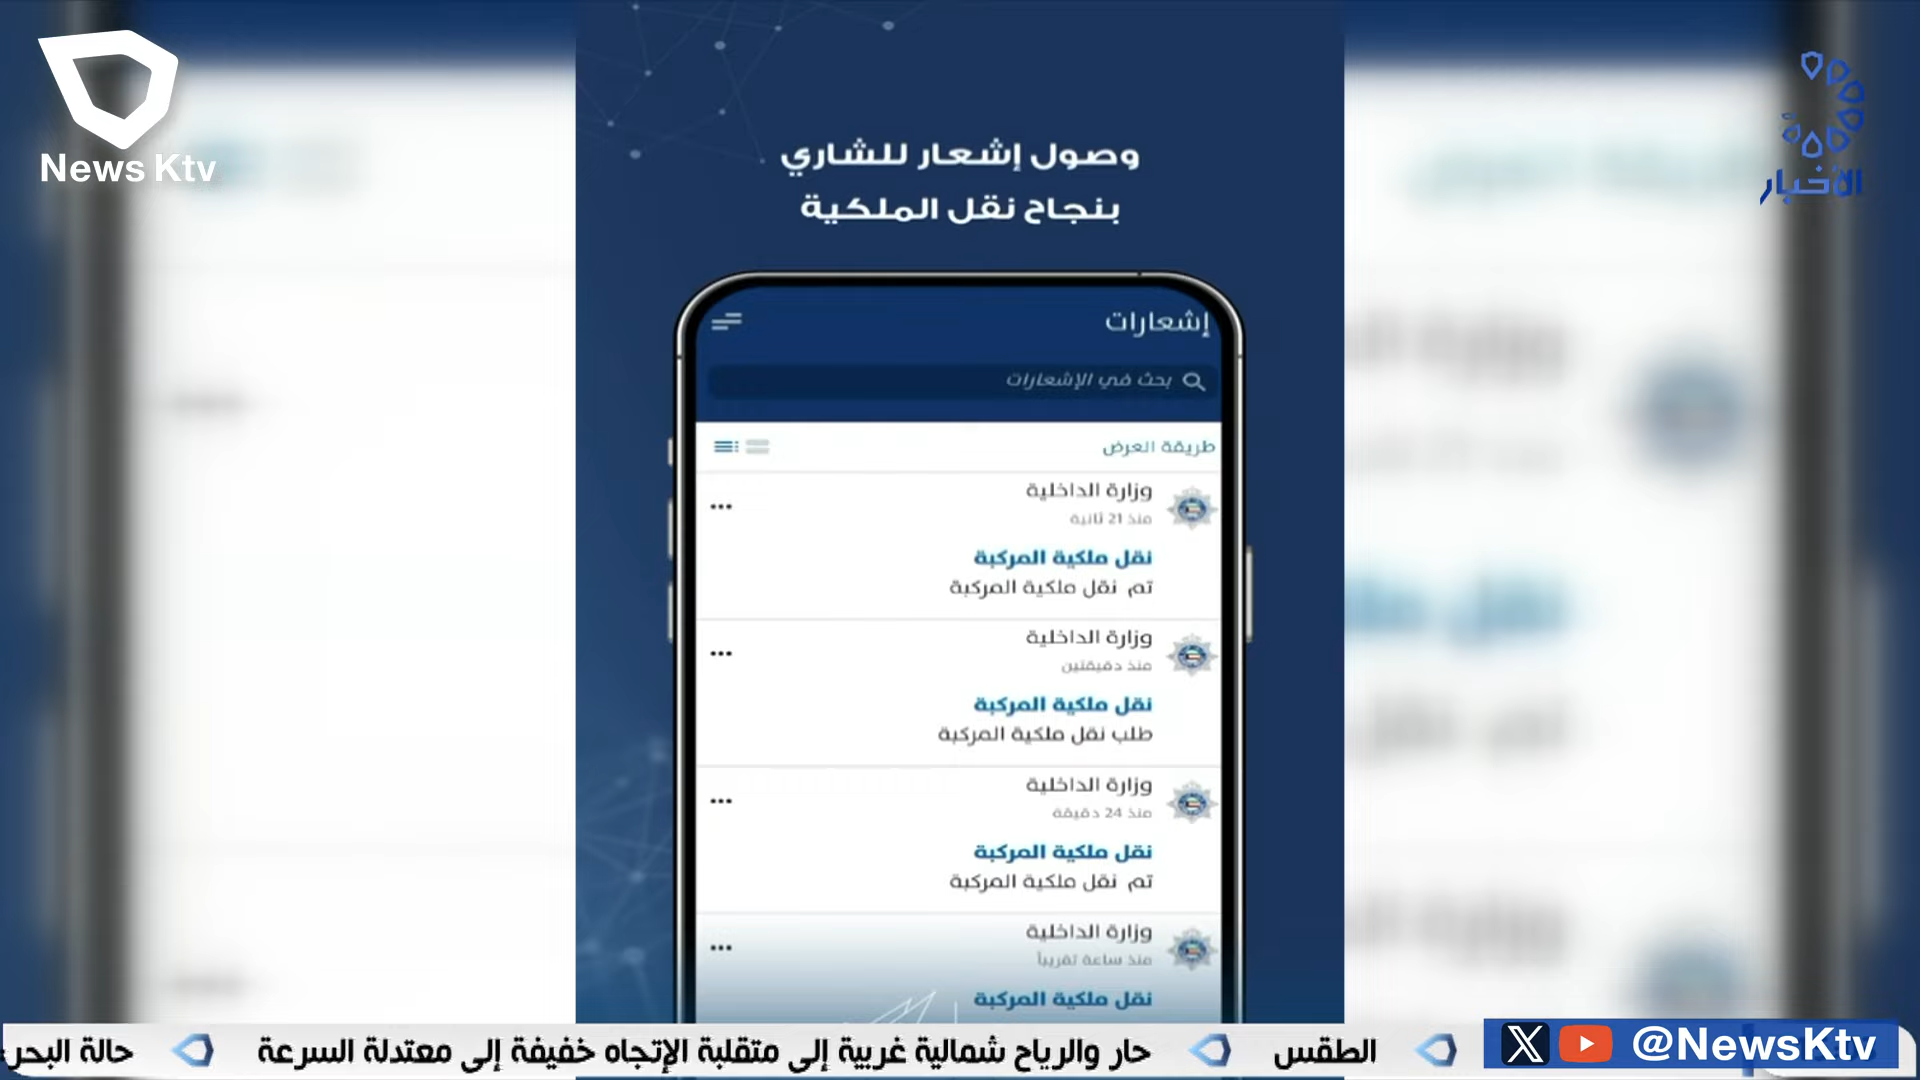 News Ktv
الأخبار
وصول إشعار للشاري
بنجاح نقل الملكية
إشعارات
بحث في الإشعارات
طريقة العرض
وزارة الداخلية
منذ 21 ثانية
نقل ملكية المركبة
تم نقل ملكية المركبة
وزارة الداخلية
منذ دقيقتين
نقل ملكية المركبة
طلب نقل ملكية المركبة
وزارة الداخلية
منذ 24 دقيقة
نقل ملكية المركبة
تم نقل ملكية المركبة
وزارة الداخلية
منذ ساعة تقريباً
نقل ملكية المركبة
@NewsKtv
الطقس
حار والرياح شمالية غربية إلى متقلبة الإتجاه خفيفة إلى معتدلة السرعة
حالة البحر